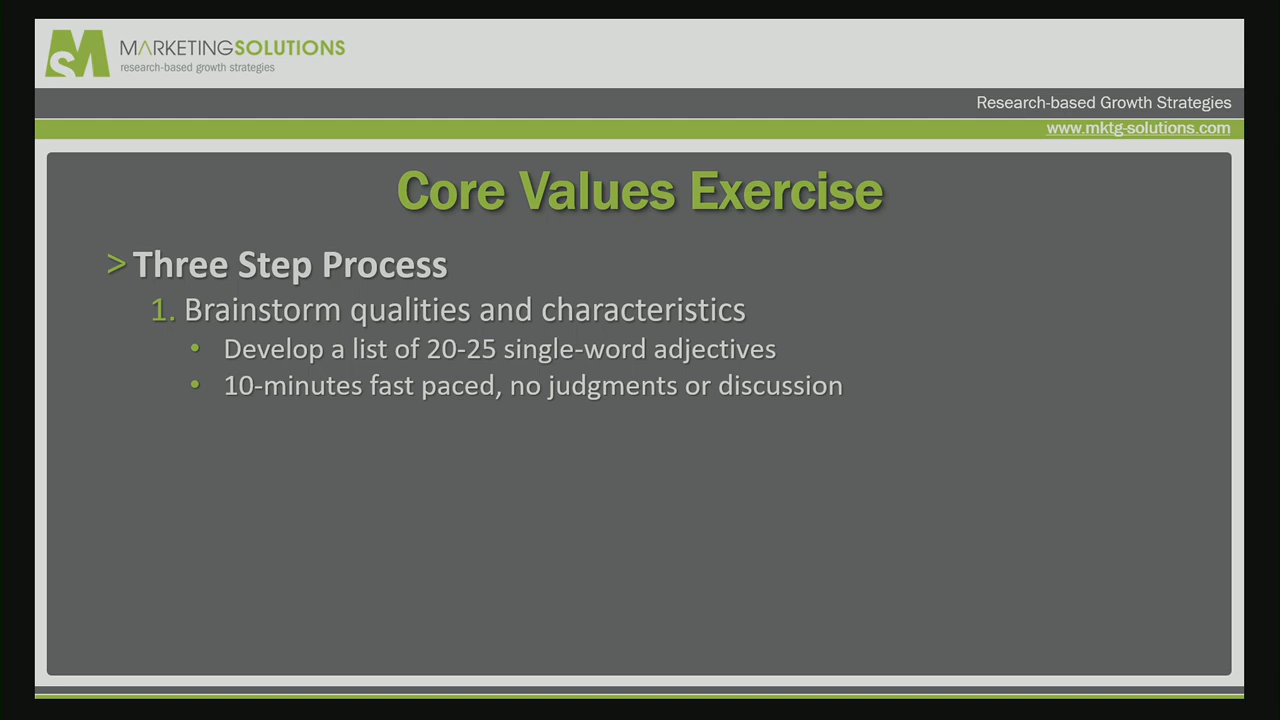 MARKETINGSOLUTIONS
research-based growth strategies
Research-based Growth Strategies
www.mktg-solutions.com
Core Values Exercise
> Three Step Process
1. Brainstorm qualities and characteristics
• Develop a list of 20-25 single-word adjectives
• 10-minutes fast paced, no judgments or discussion